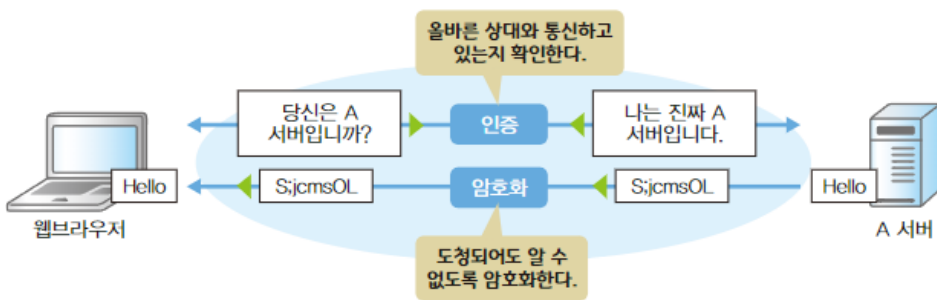 올바른 상대와 통신하고
있는지 확인한다.
당신은 A
서버입니까?
인증
나는 진짜 A
서버입니다.
Hello
S;jcmsOL
암호화
S;jcmsOL
Hello
웹브라우저
A 서버
도청되어도 알 수
없도록 암호화한다.